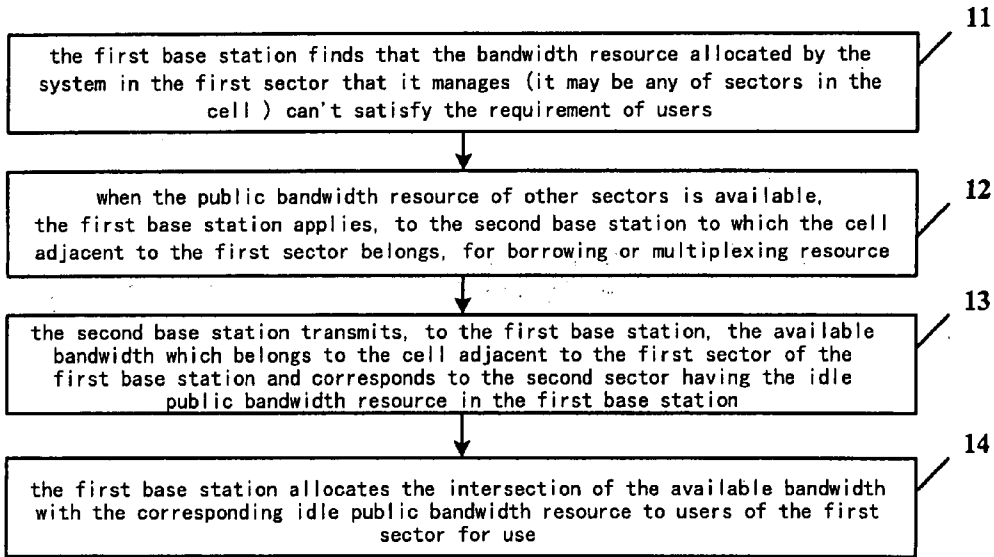 11
the first base station finds that the bandwidth resource allocated by the
system in the first sector that it manages (it may be any of sectors in the
cell ) can't satisfy the requirement of users
12
when the public bandwidth resource of other sectors is available,
the first base station applies, to the second base station to which the cell
adjacent to the first sector belongs, for borrowing or multiplexing resource
13
the second base station transmits, to the first base station, the available
bandwidth which belongs to the cell adjacent to the first sector of the
first base station and corresponds to the second sector having the idle
public bandwidth resource in the first base station
14
the first base station allocates the intersection of the available bandwidth
with the corresponding idle public bandwidth resource to users of the first
sector for use